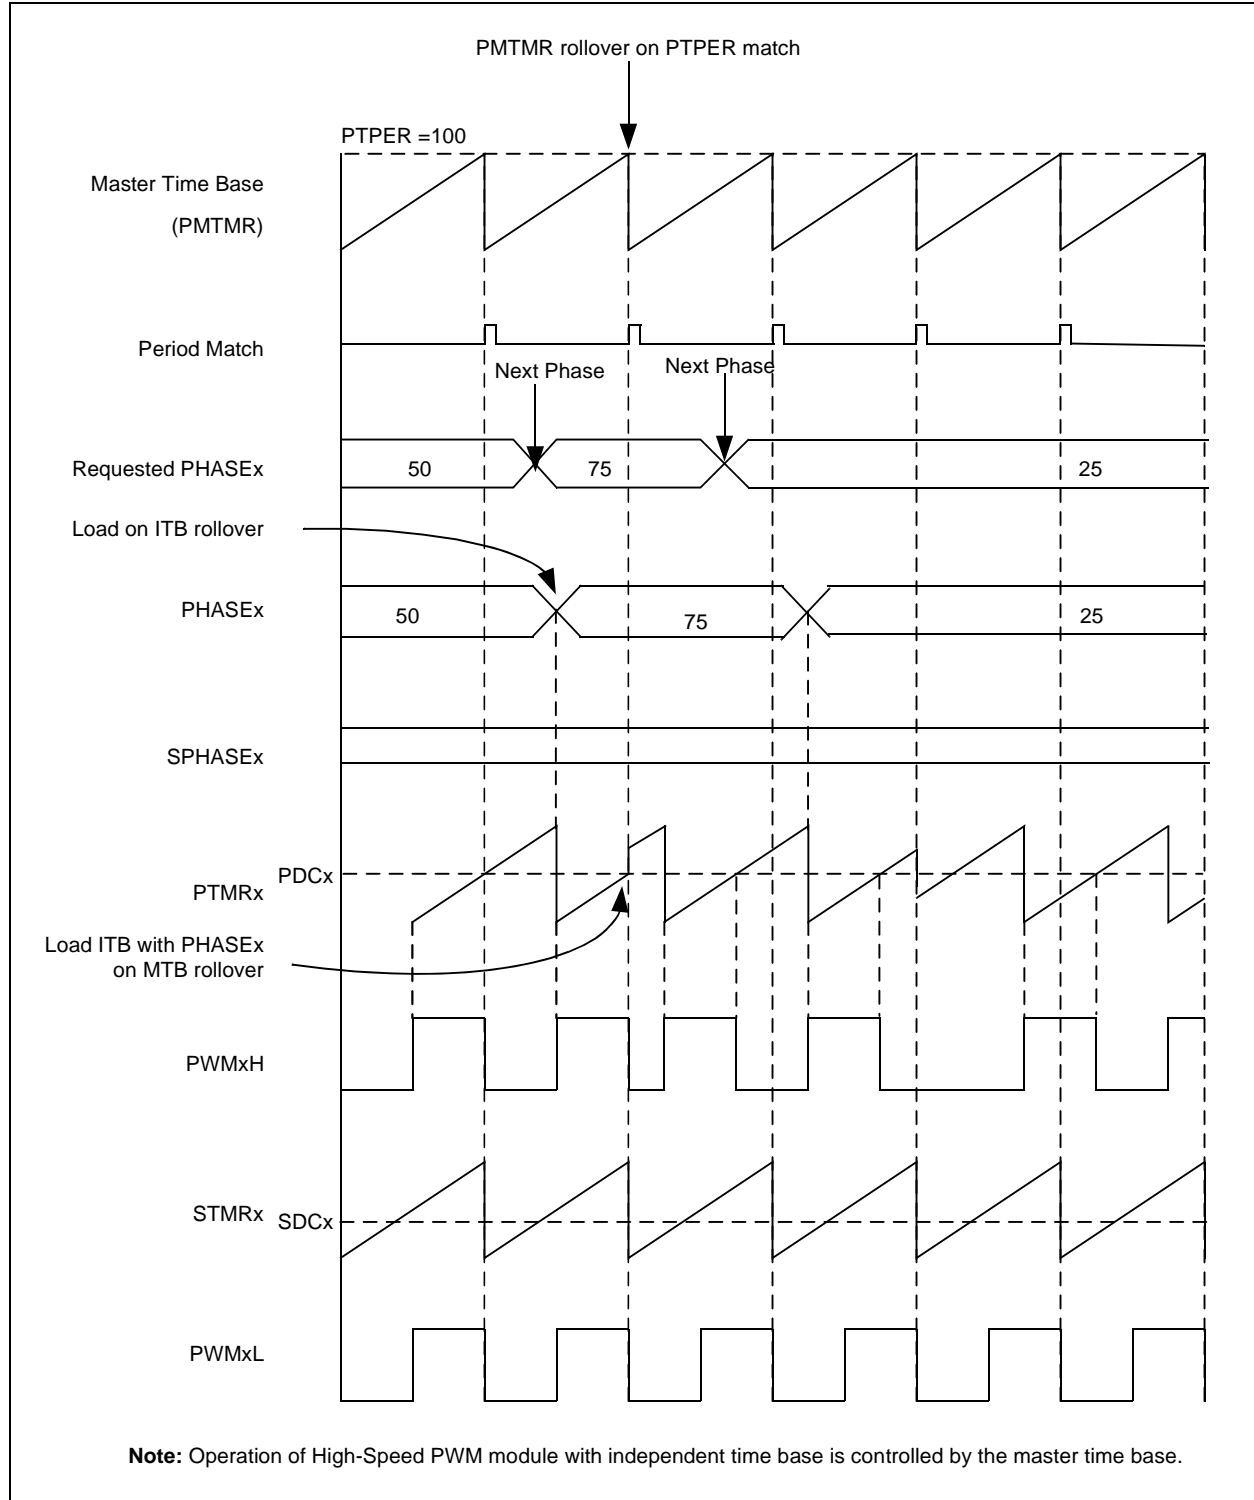 PMTMR rollover on PTPER match
PTPER =100
Master Time Base
(PMTMR)
Period Match
Next Phase
Next Phase
Requested PHASEx
50
75
25
Load on ITB rollover
PHASEx
50
75
25
SPHASEx
PDCx
PTMRx
Load ITB with PHASEx
on MTB rollover
PWMxH
STMRx
SDCx
PWMxL
Note: Operation of High-Speed PWM module with independent time base is controlled by the master time base.